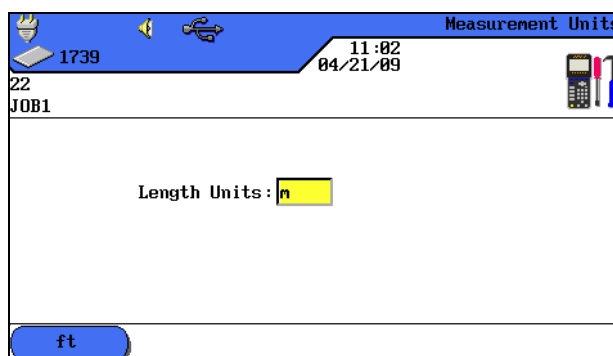 Measurement Units
1739
11:02
04/21/09
22
JOB1
Length Units: m
ft